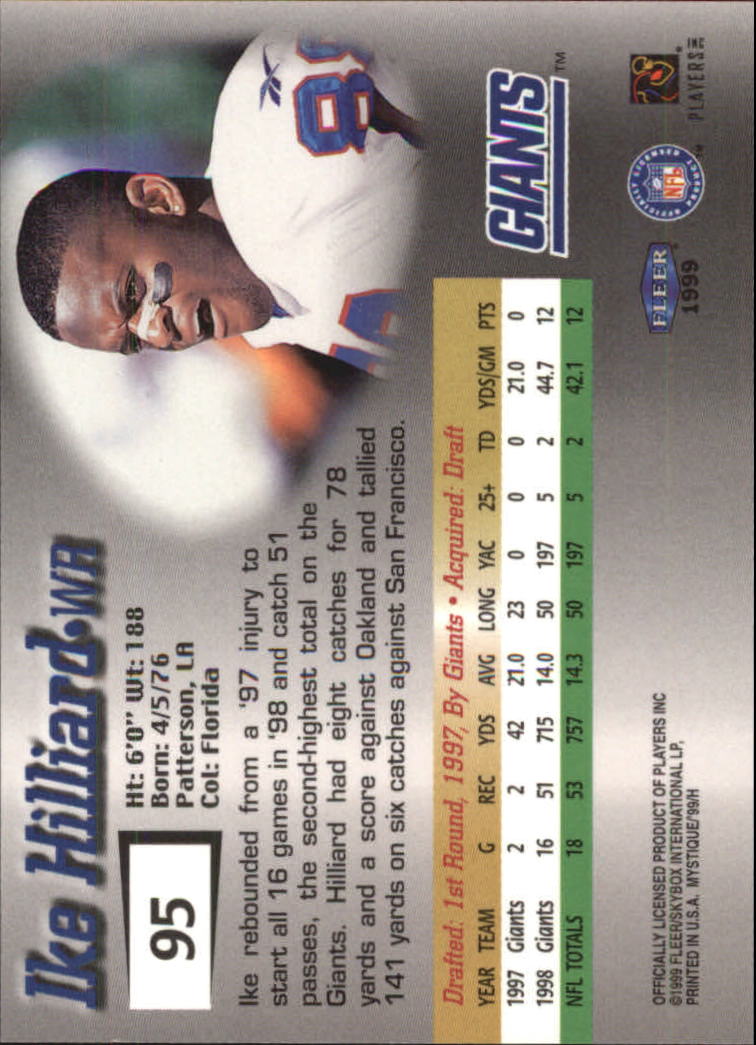 Ike Hilliard•WR
95
Ht: 6'0" Wt: 188
Born: 4/5/76
Patterson, LA
Col: Florida
Ike rebounded from a '97 injury to
start all 16 games in '98 and catch 51
passes, the second-highest total on the
Giants. Hilliard had eight catches for 78
yards and a score against Oakland and tallied
141 yards on six catches against San Francisco.
Drafted: 1st Round, 1997, By Giants • Acquired: Draft
YEAR TEAM G REC YDS AVG LONG YAC 25+ TD YDS/GM PTS
1997 Giants 2 2 42 21.0 23 0 0 0 21.0 0
1998 Giants 16 51 715 14.0 50 197 5 2 44.7 12
NFL TOTALS 18 53 757 14.3 50 197 5 2 42.1 12
GIANTS™
OFFICIALLY LICENSED PRODUCT OF PLAYERS INC
©1999 FLEER/SKYBOX INTERNATIONAL LP,
PRINTED IN U.S.A. MYSTIQUE/'99/H
FLEER®
1999
OFFICIALLY LICENSED PRODUCT
NFL
PLAYERS INC